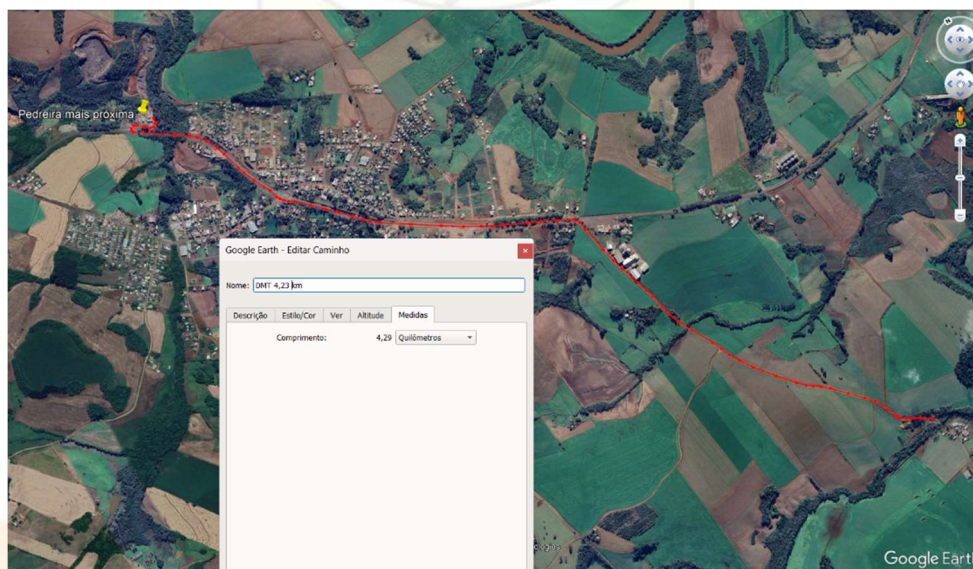 Pedreira mais próxima
Google Earth - Editar Caminho
Nome: DMT 4,23 km
Descrição Estilo/Cor Ver Altitude Medidas
Comprimento: 4,29 Quilômetros
Google Earth